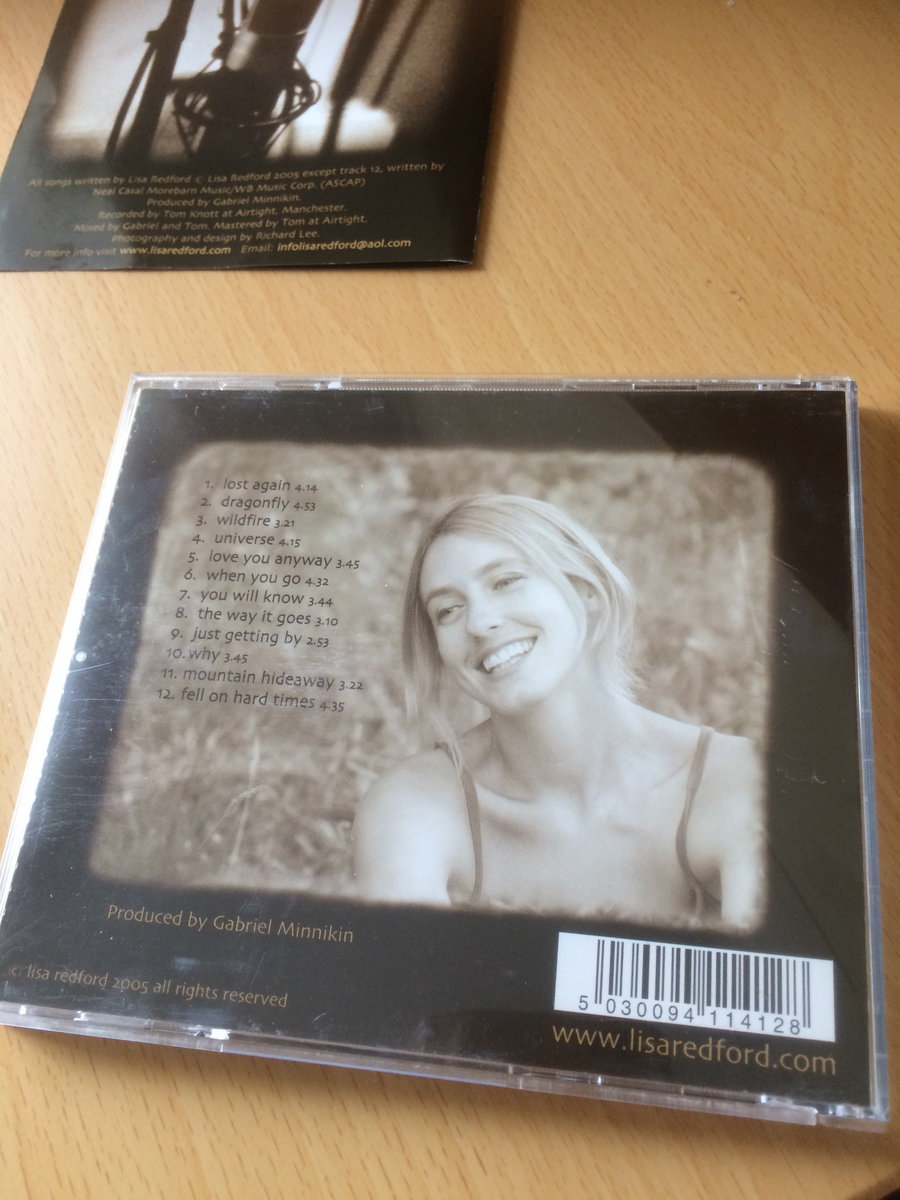 All songs written by Lisa Redford © Lisa Redford 2005 except track 12, written by
Neal Casal Morebarn Music/WB Music Corp. (ASCAP)
Produced by Gabriel Minnikin.
Recorded by Tom Knott at Airtight, Manchester.
Mixed by Gabriel and Tom. Mastered by Tom at Airtight.
Photography and design by Richard Lee.
For more info visit www.lisaredford.com Email: infolisaredford@aol.com
1. lost again 4.14
2. dragonfly 4.53
3. wildfire 3.21
4. universe 4.15
5. love you anyway 3.45
6. when you go 4.32
7. you will know 3.44
8. the way it goes 3.10
9. just getting by 2.53
10. why 3.45
11. mountain hideaway 3.22
12. fell on hard times 4.35
Produced by Gabriel Minnikin
© lisa redford 2005 all rights reserved
5 030094 114128
www.lisaredford.com